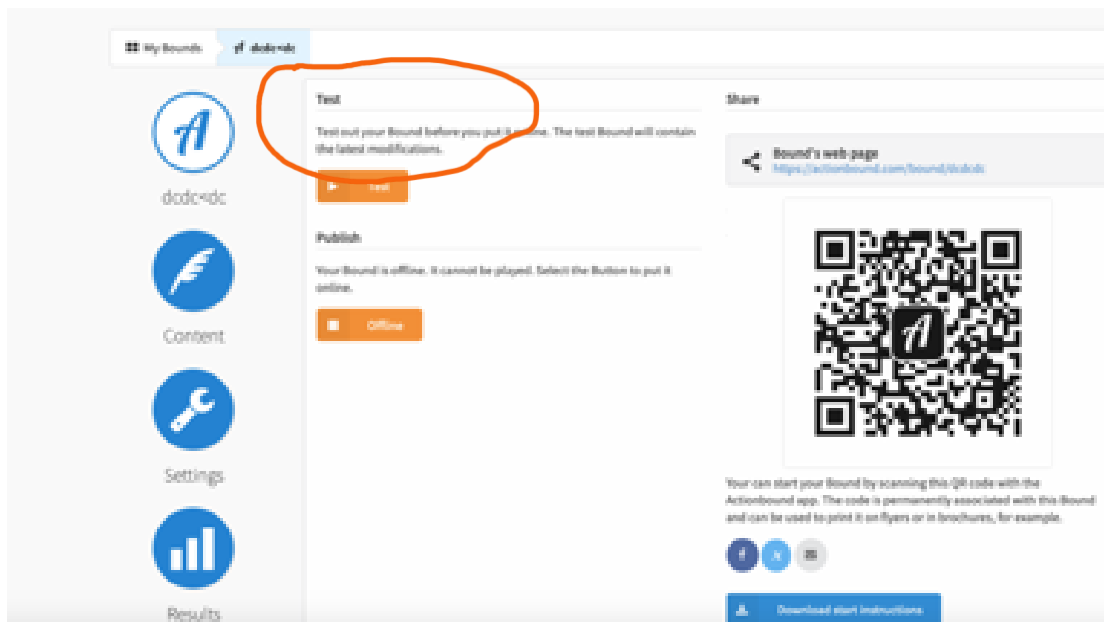 My Bounds
dcdc<dc
dcdc<dc
Content
Settings
Results
Test
Test out your Bound before you put it online. The test Bound will contain
the latest modifications.
Test
Publish
Your Bound is offline. It cannot be played. Select the Button to put it
online.
Offline
Share
Bound's web page
https://actionbound.com/bound/dcdcdc
Your can start your Bound by scanning this QR code with the
Actionbound app. The code is permanently associated with this Bound
and can be used to print it on flyers or in brochures, for example.
Download start instructions